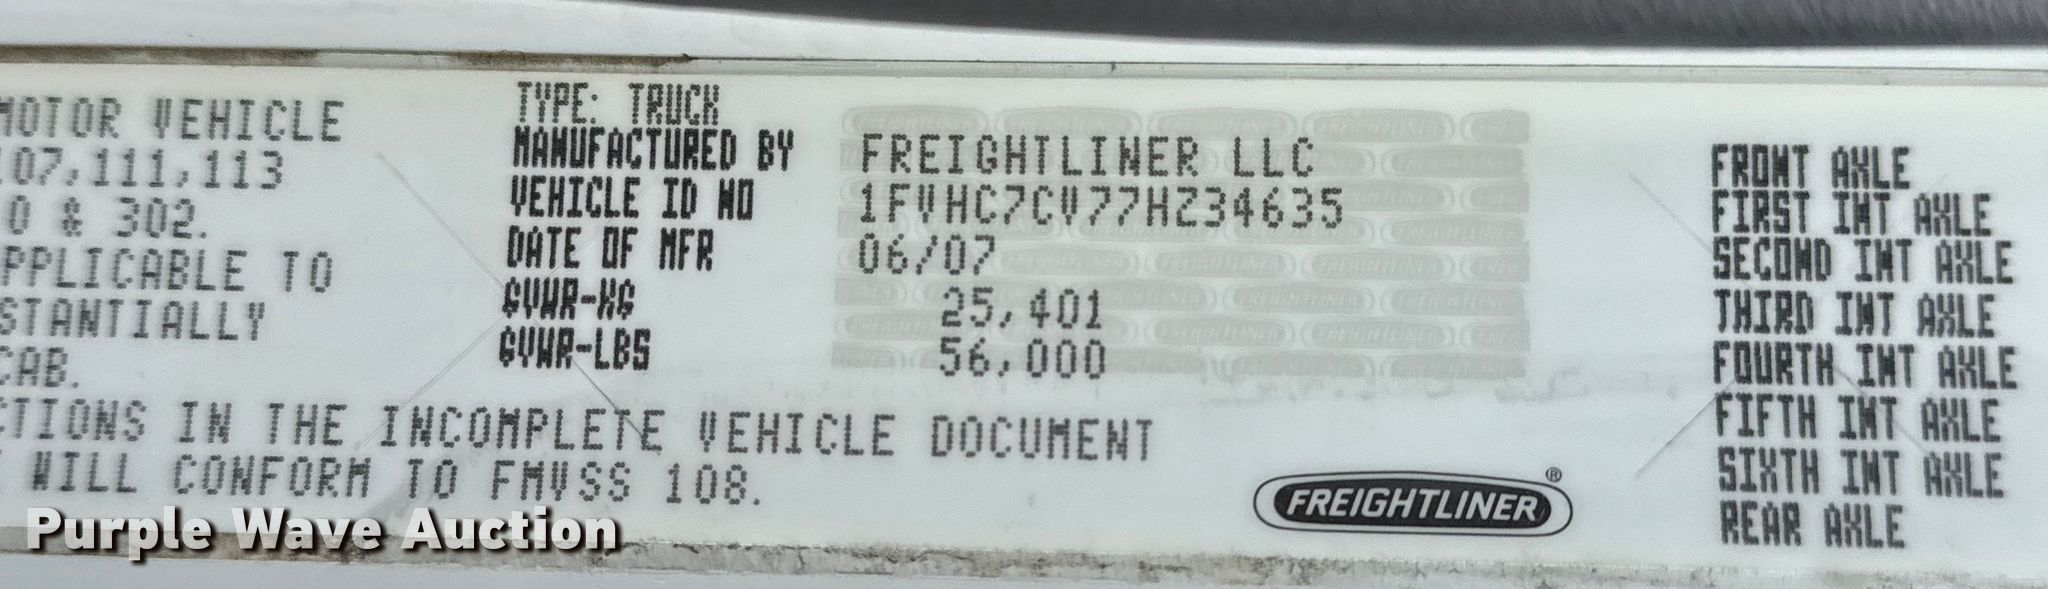 MOTOR VEHICLE
107,111,113
0 & 302.
APPLICABLE TO
STANTIALLY
CAB.
CTIONS IN THE INCOMPLETE VEHICLE DOCUMENT
WILL CONFORM TO FMVSS 108.
TYPE: TRUCK
MANUFACTURED BY FREIGHTLINER LLC
VEHICLE ID NO 1FVHC7CV77HZ34635
DATE OF MFR 06/07
GVWR-KG 25,401
GVWR-LBS 56,000
FREIGHTLINER®
FRONT AXLE
FIRST INT AXLE
SECOND INT AXLE
THIRD INT AXLE
FOURTH INT AXLE
FIFTH INT AXLE
SIXTH INT AXLE
REAR AXLE
Purple Wave Auction